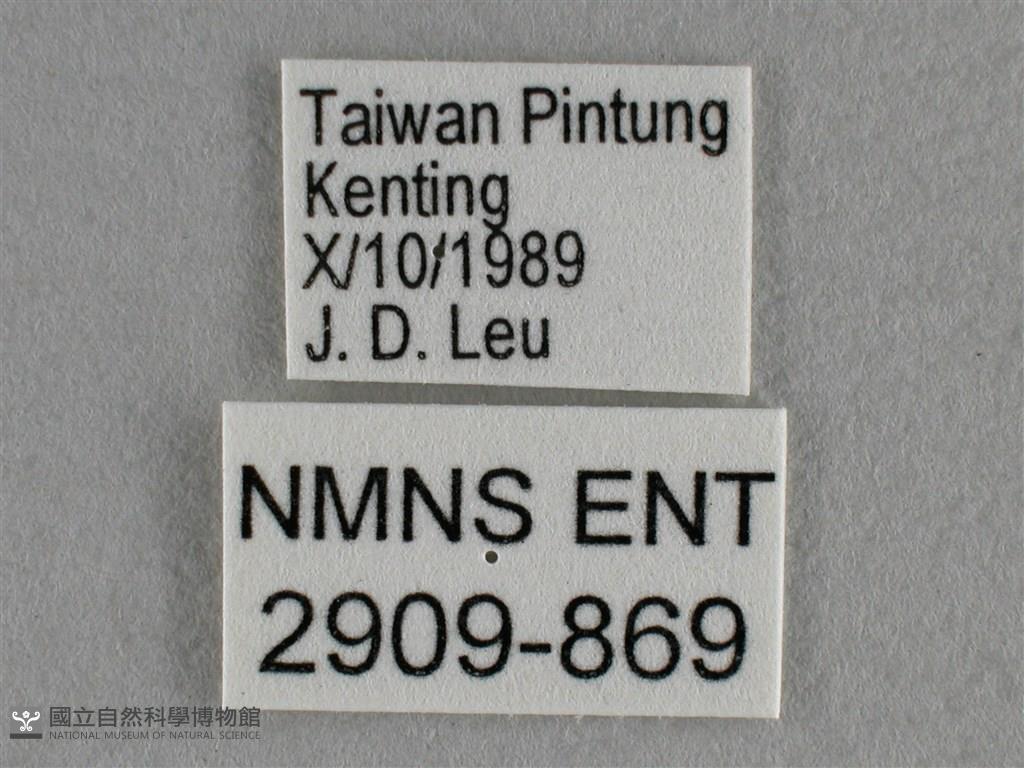 Taiwan Pintung
Kenting
X/10/1989
J. D. Leu
NMNS ENT
2909-869
國立自然科學博物館
NATIONAL MUSEUM OF NATURAL SCIENCE